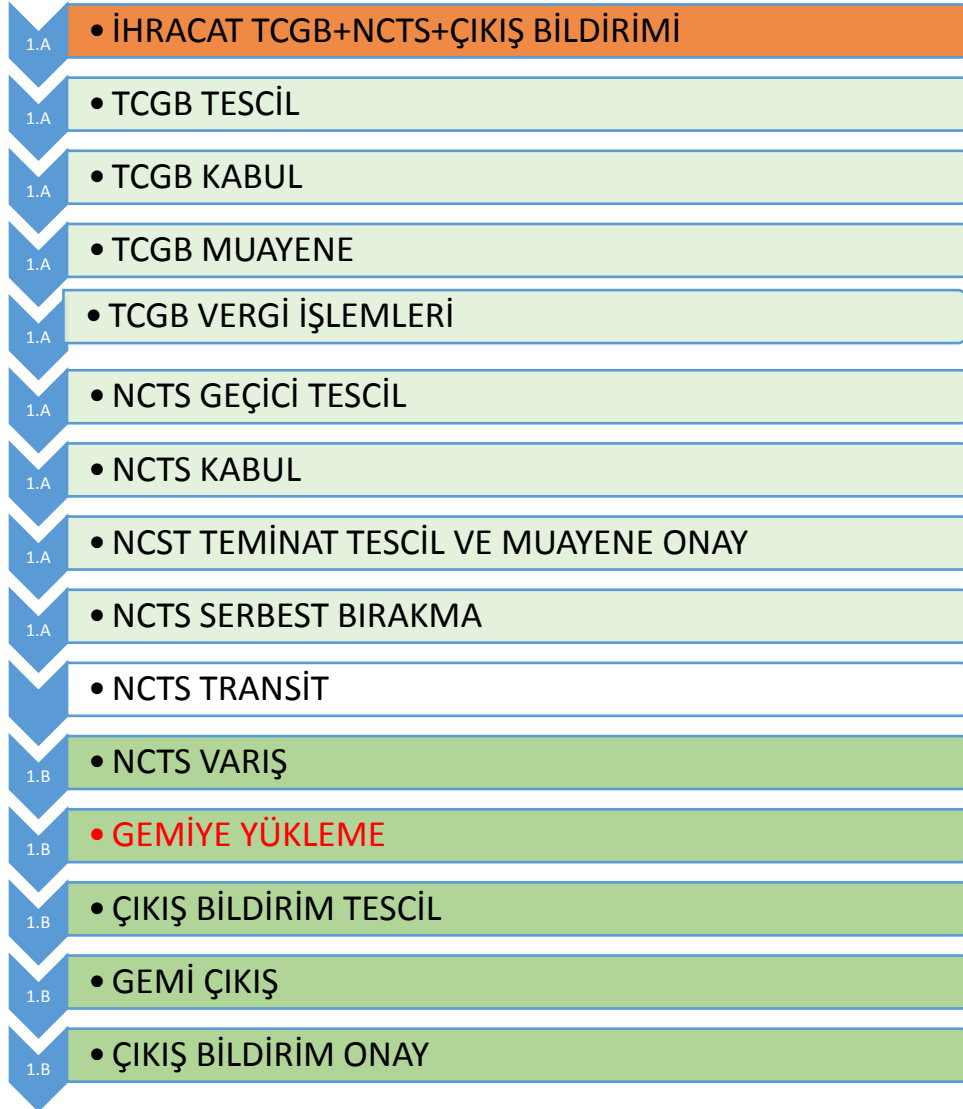 1.A
• İHRACAT TCGB+NCTS+ÇIKIŞ BİLDİRİMİ
1.A
• TCGB TESCİL
1.A
• TCGB KABUL
1.A
• TCGB MUAYENE
1.A
• TCGB VERGİ İŞLEMLERİ
1.A
• NCTS GEÇİCİ TESCİL
1.A
• NCTS KABUL
1.A
• NCST TEMİNAT TESCİL VE MUAYENE ONAY
1.A
• NCTS SERBEST BIRAKMA
• NCTS TRANSİT
1.B
• NCTS VARIŞ
1.B
• GEMİYE YÜKLEME
1.B
• ÇIKIŞ BİLDİRİM TESCİL
1.B
• GEMİ ÇIKIŞ
1.B
• ÇIKIŞ BİLDİRİM ONAY